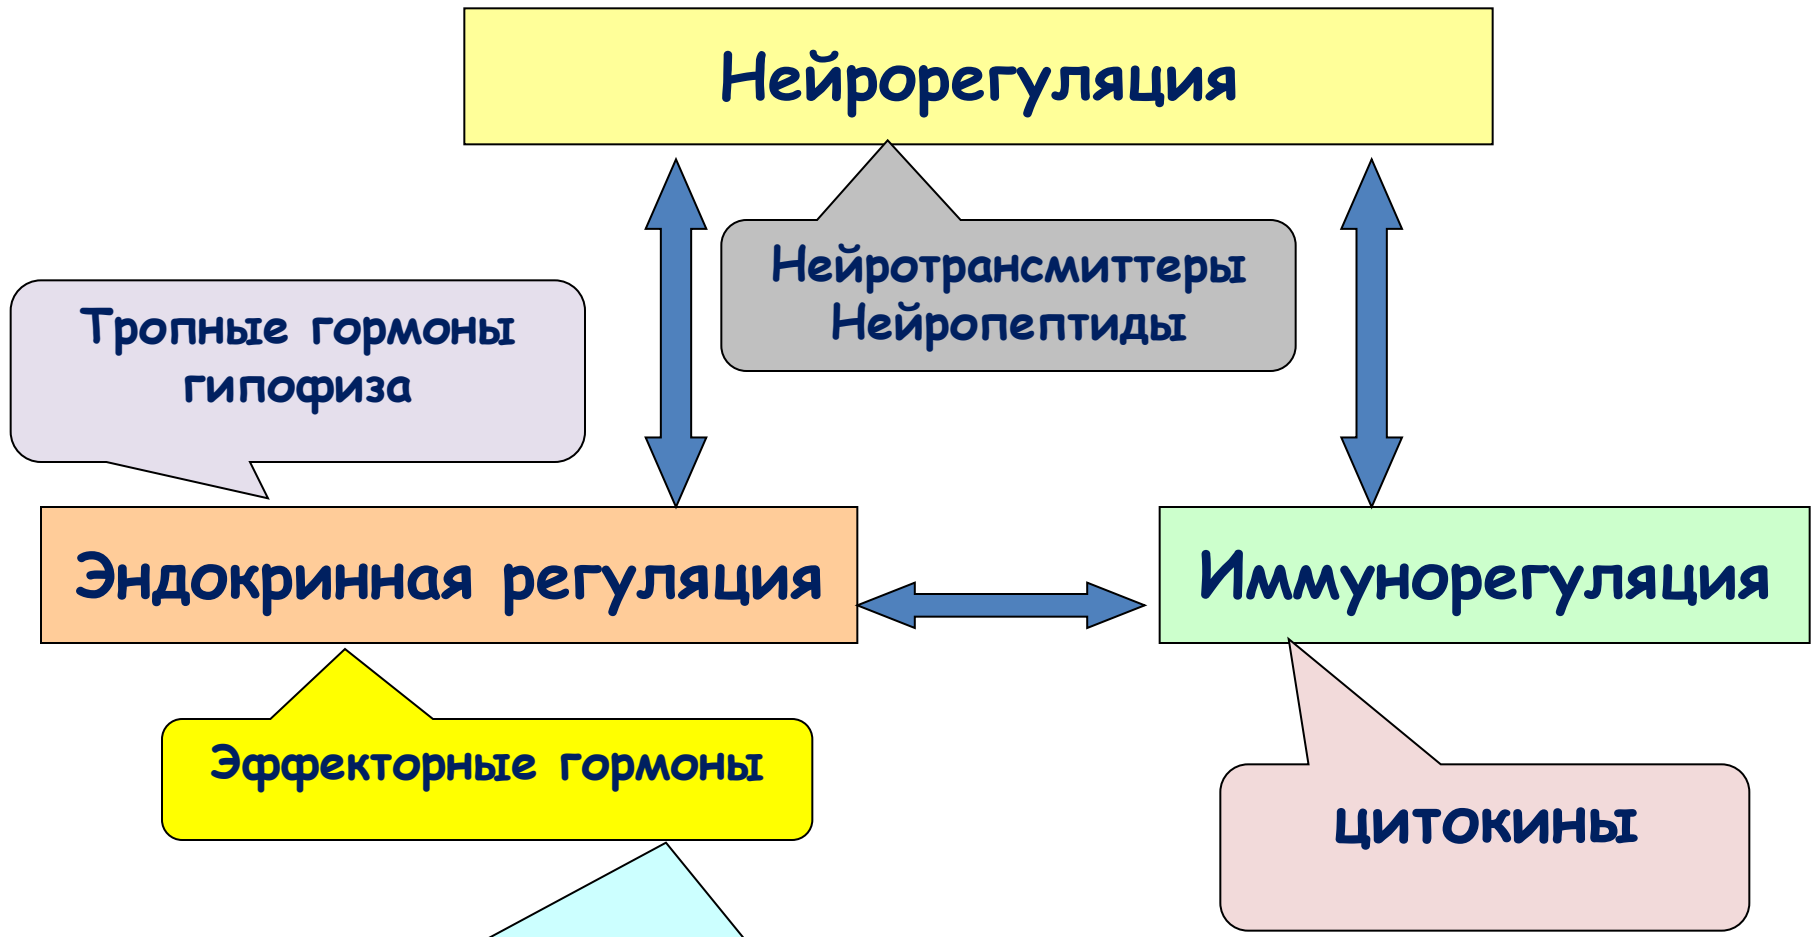 Нейрорегуляция
Нейротрансмиттеры
Нейропептиды
Тропные гормоны
гипофиза
Эндокринная регуляция
Иммунорегуляция
Эффекторные гормоны
цитокины